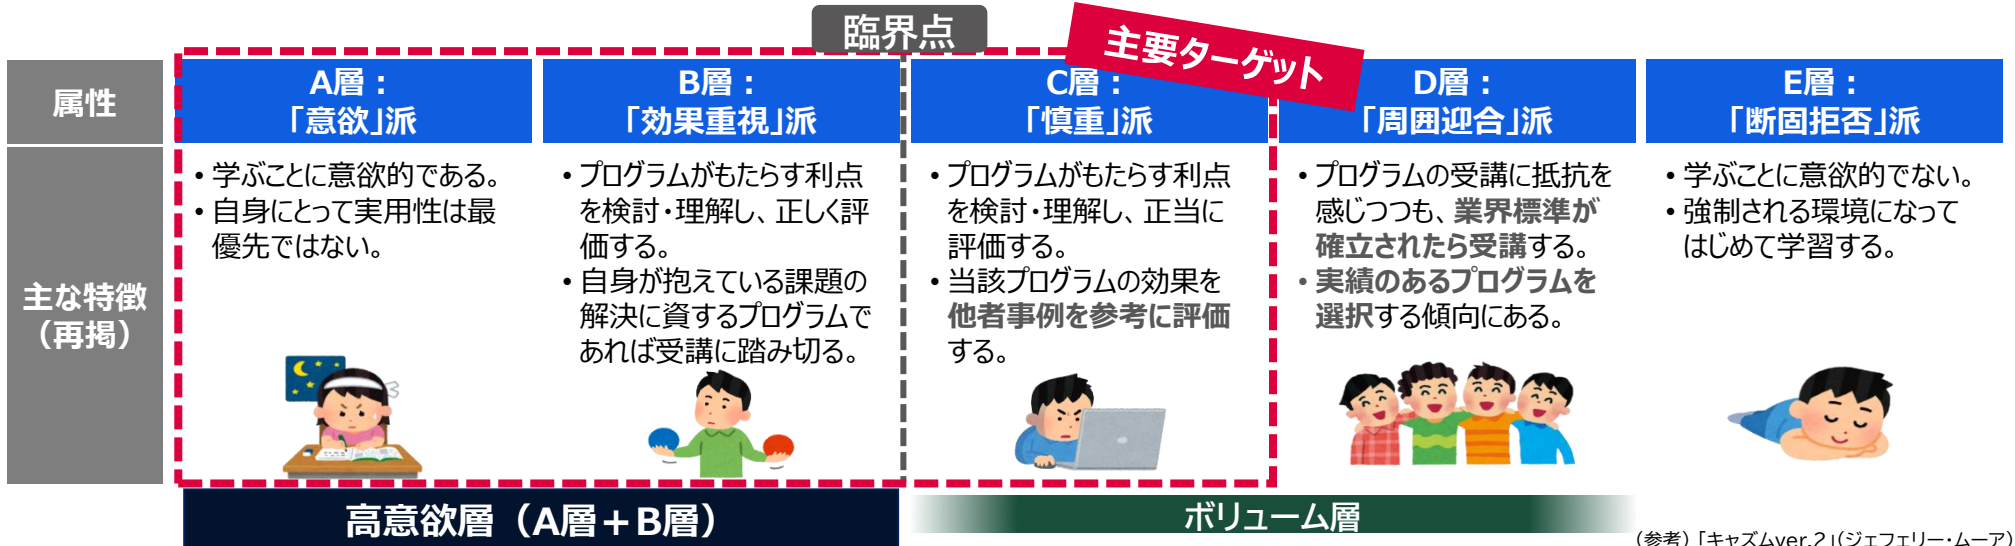 臨界点
主要ターゲット
属性
A層：
「意欲」派
B層：
「効果重視」派
C層：
「慎重」派
D層：
「周囲迎合」派
E層：
「断固拒否」派
主な特徴
（再掲）
• 学ぶことに意欲的である。
• 自身にとって実用性は最
優先ではない。
• プログラムがもたらす利点
を検討・理解し、正しく評
価する。
• 自身が抱えている課題の
解決に資するプログラムで
あれば受講に踏み切る。
• プログラムがもたらす利点
を検討・理解し、正当に
評価する。
• 当該プログラムの効果を
他者事例を参考に評価
する。
• プログラムの受講に抵抗を
感じつつも、業界標準が
確立されたら受講する。
• 実績のあるプログラムを
選択する傾向にある。
• 学ぶことに意欲的でない。
• 強制される環境になって
はじめて学習する。
高意欲層（A層＋B層）
ボリューム層
（参考）「キャズムver.2」（ジェフェリー・ムーア）